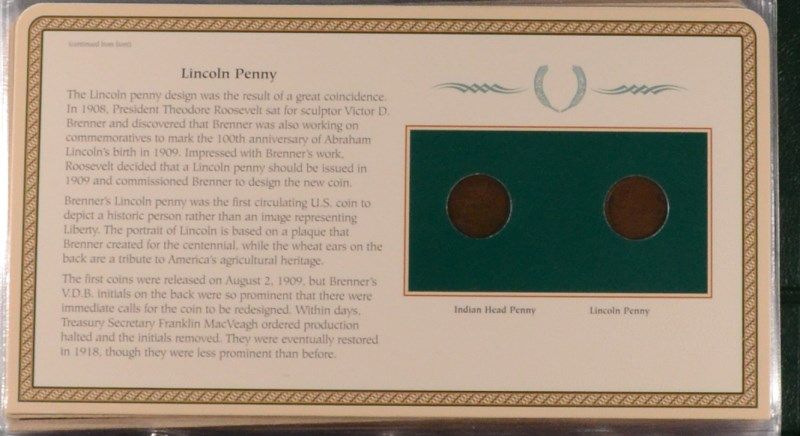 (continued from front)
Lincoln Penny
The Lincoln penny design was the result of a great coincidence.
In 1908, President Theodore Roosevelt sat for sculptor Victor D.
Brenner and discovered that Brenner was also working on
commemoratives to mark the 100th anniversary of Abraham
Lincoln's birth in 1909. Impressed with Brenner's work,
Roosevelt decided that a Lincoln penny should be issued in
1909 and commissioned Brenner to design the new coin.
Brenner's Lincoln penny was the first circulating U.S. coin to
depict a historic person rather than an image representing
Liberty. The portrait of Lincoln is based on a plaque that
Brenner created for the centennial, while the wheat ears on the
back are a tribute to America's agricultural heritage.
The first coins were released on August 2, 1909, but Brenner's
V.D.B. initials on the back were so prominent that there were
immediate calls for the coin to be redesigned. Within days,
Treasury Secretary Franklin MacVeagh ordered production
halted and the initials removed. They were eventually restored
in 1918, though they were less prominent than before.
Indian Head Penny
Lincoln Penny